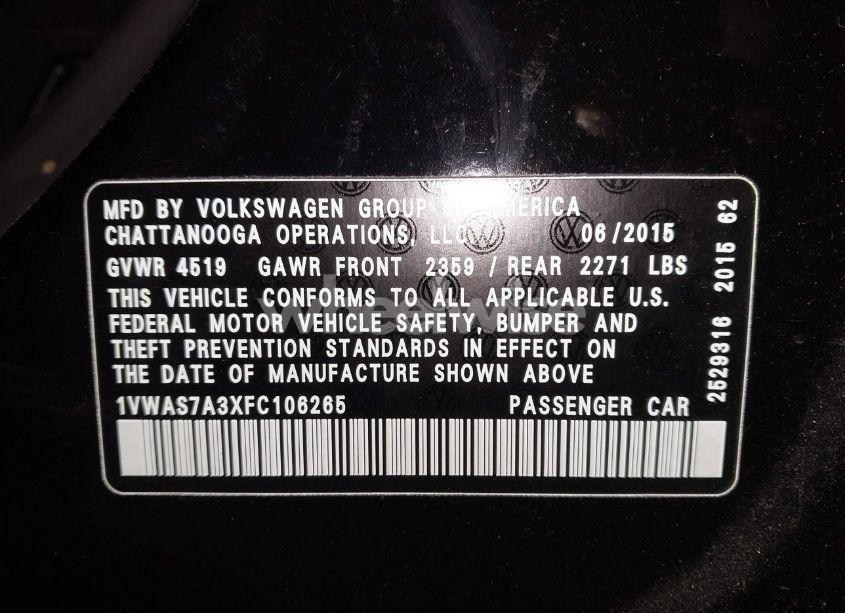 MFD BY VOLKSWAGEN GROUP OF AMERICA
CHATTANOOGA OPERATIONS, LLC 06/2015
GVWR 4519 GAWR FRONT 2359 / REAR 2271 LBS
THIS VEHICLE CONFORMS TO ALL APPLICABLE U.S.
FEDERAL MOTOR VEHICLE SAFETY, BUMPER AND
THEFT PREVENTION STANDARDS IN EFFECT ON
THE DATE OF MANUFACTURE SHOWN ABOVE
1VWAS7A3XFC106265 PASSENGER CAR
2529316 2015 62